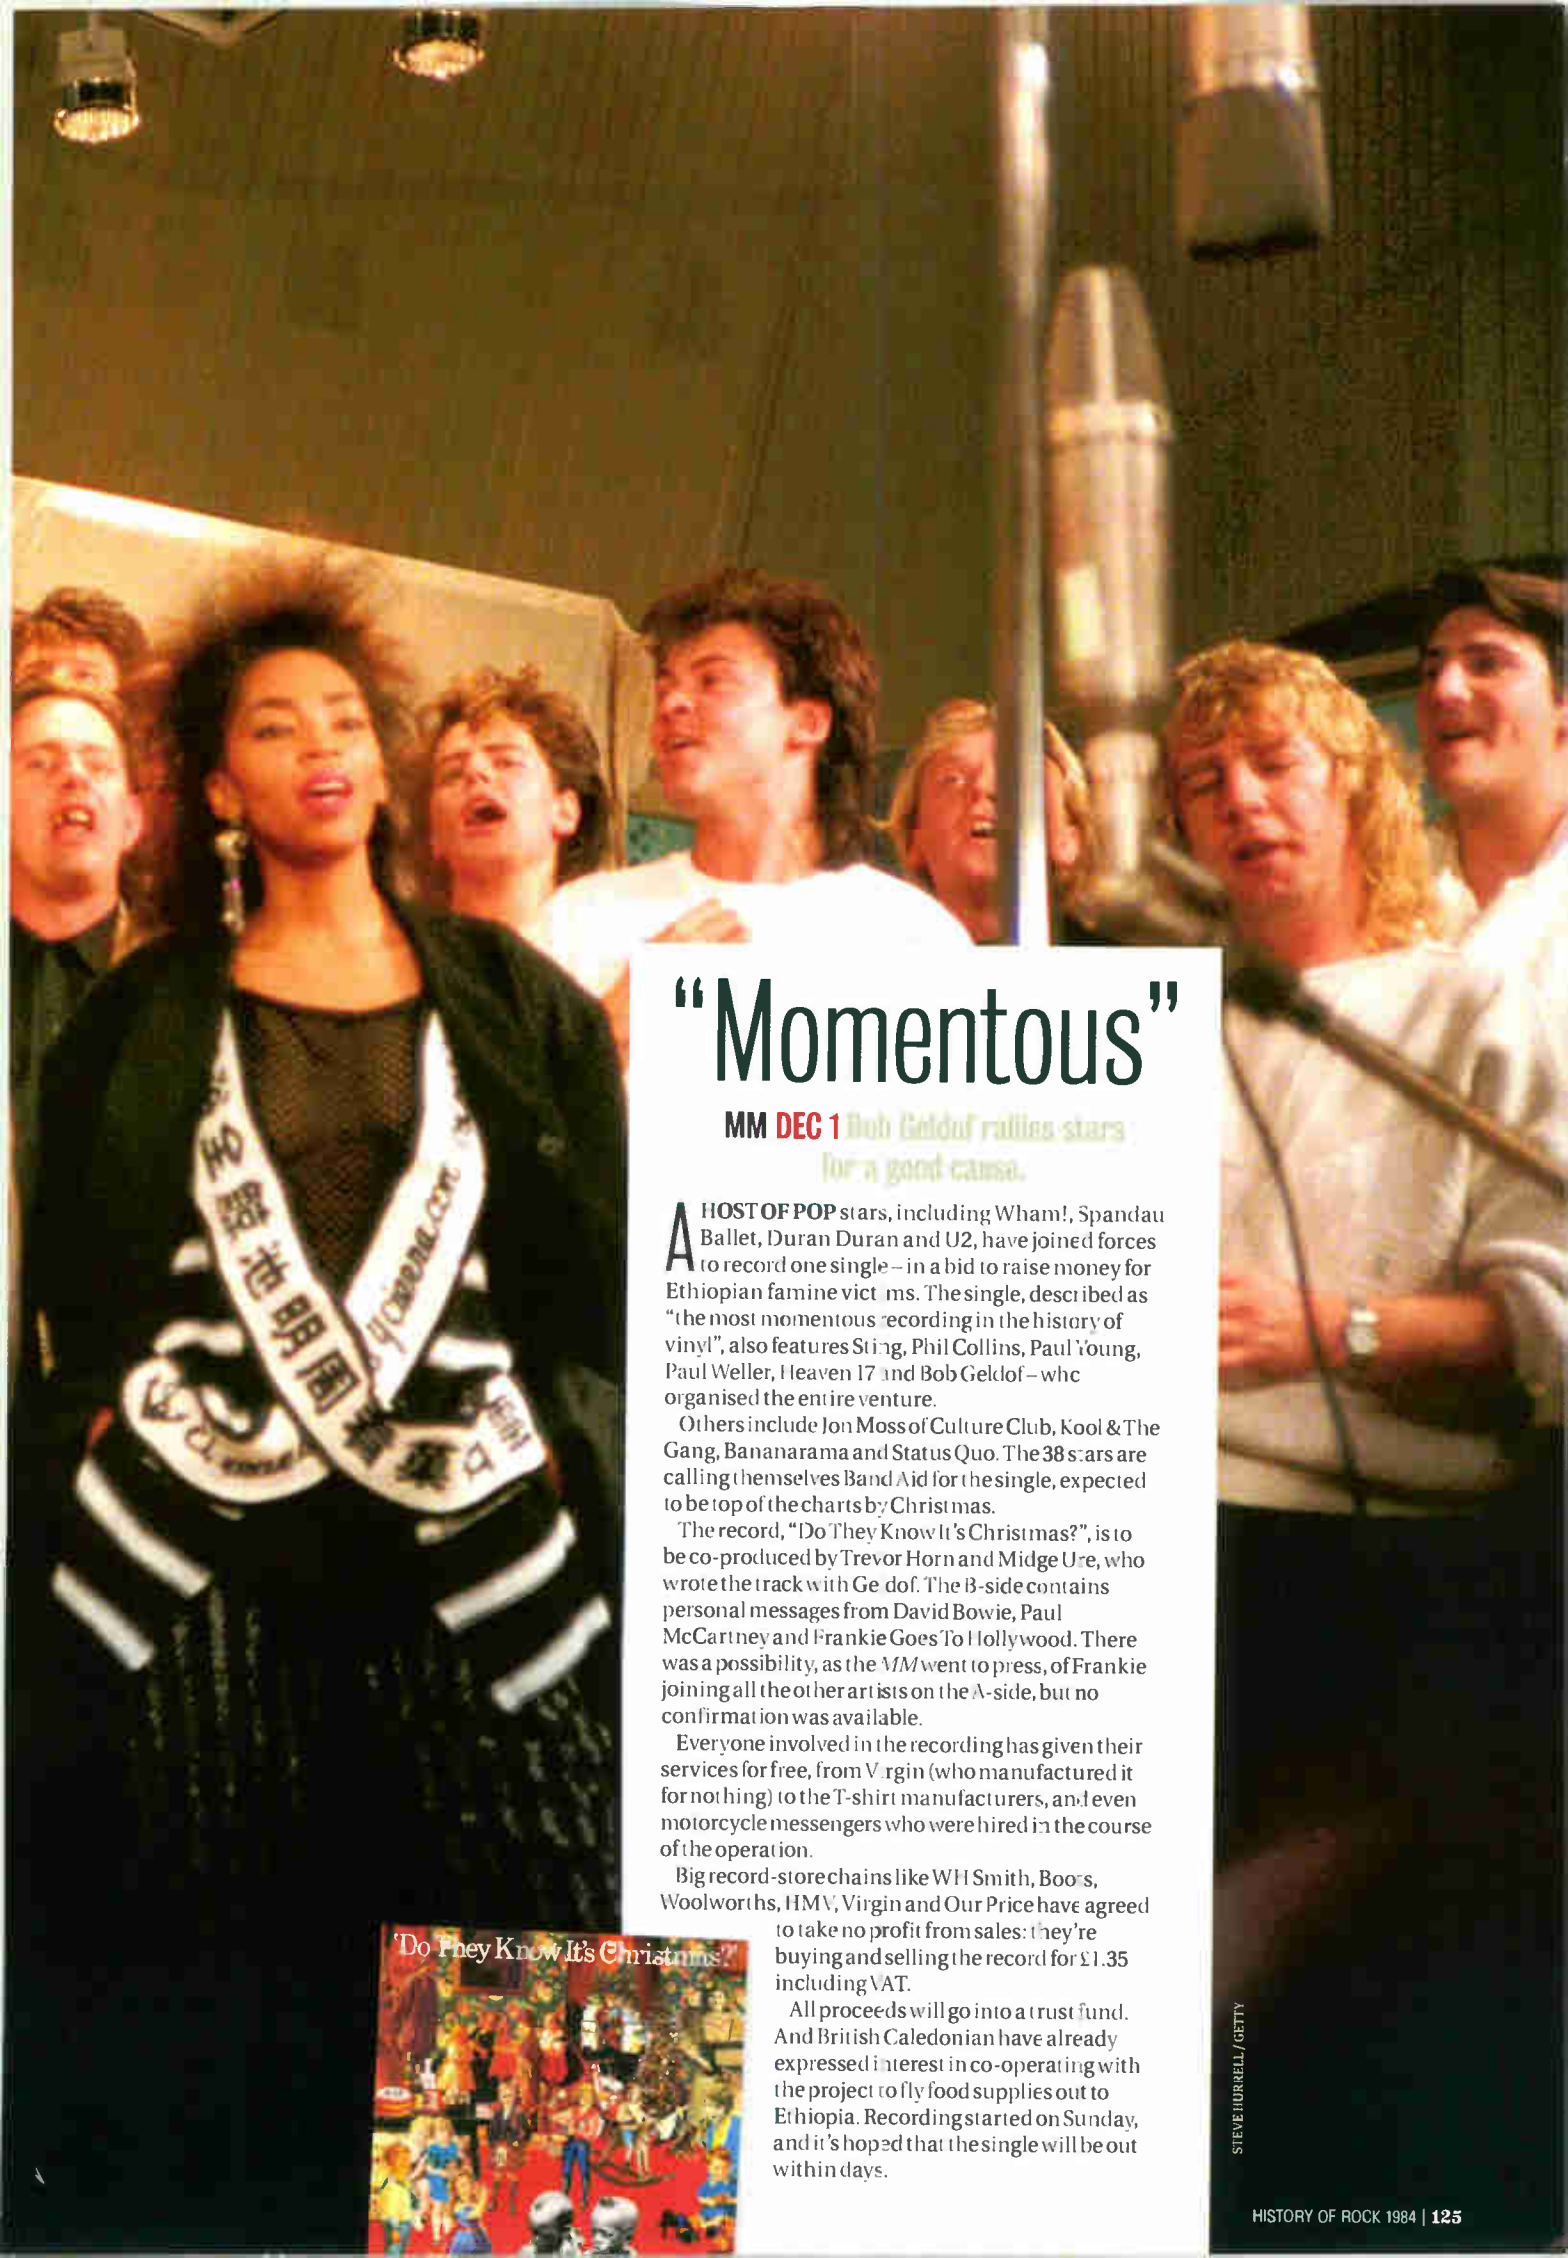 “Momentous”
MM DEC 1 Bob Geldof rallies stars
for a good cause.
A HOST OF POP stars, including Wham!, Spandau
Ballet, Duran Duran and U2, have joined forces
to record one single – in a bid to raise money for
Ethiopian famine victims. The single, described as
“the most momentous recording in the history of
vinyl”, also features Sting, Phil Collins, Paul Young,
Paul Weller, Heaven 17 and Bob Geldof – who
organised the entire venture.
Others include Jon Moss of Culture Club, Kool & The
Gang, Bananarama and Status Quo. The 38 stars are
calling themselves Band Aid for the single, expected
to be top of the charts by Christmas.
The record, “Do They Know It’s Christmas?”, is to
be co-produced by Trevor Horn and Midge Ure, who
wrote the track with Geldof. The B-side contains
personal messages from David Bowie, Paul
McCartney and Frankie Goes To Hollywood. There
was a possibility, as the MM went to press, of Frankie
joining all the other artists on the A-side, but no
confirmation was available.
Everyone involved in the recording has given their
services for free, from Virgin (who manufactured it
for nothing) to the T-shirt manufacturers, and even
motorcycle messengers who were hired in the course
of the operation.
Big record-store chains like WH Smith, Boots,
Woolworths, HMV, Virgin and Our Price have agreed
to take no profit from sales: they’re
buying and selling the record for £1.35
including VAT.
All proceeds will go into a trust fund.
And British Caledonian have already
expressed interest in co-operating with
the project to fly food supplies out to
Ethiopia. Recording started on Sunday,
and it’s hoped that the single will be out
within days.
‘Do They Know It’s Christmas?’
STEVE HURRELL / GETTY
HISTORY OF ROCK 1984 | 125